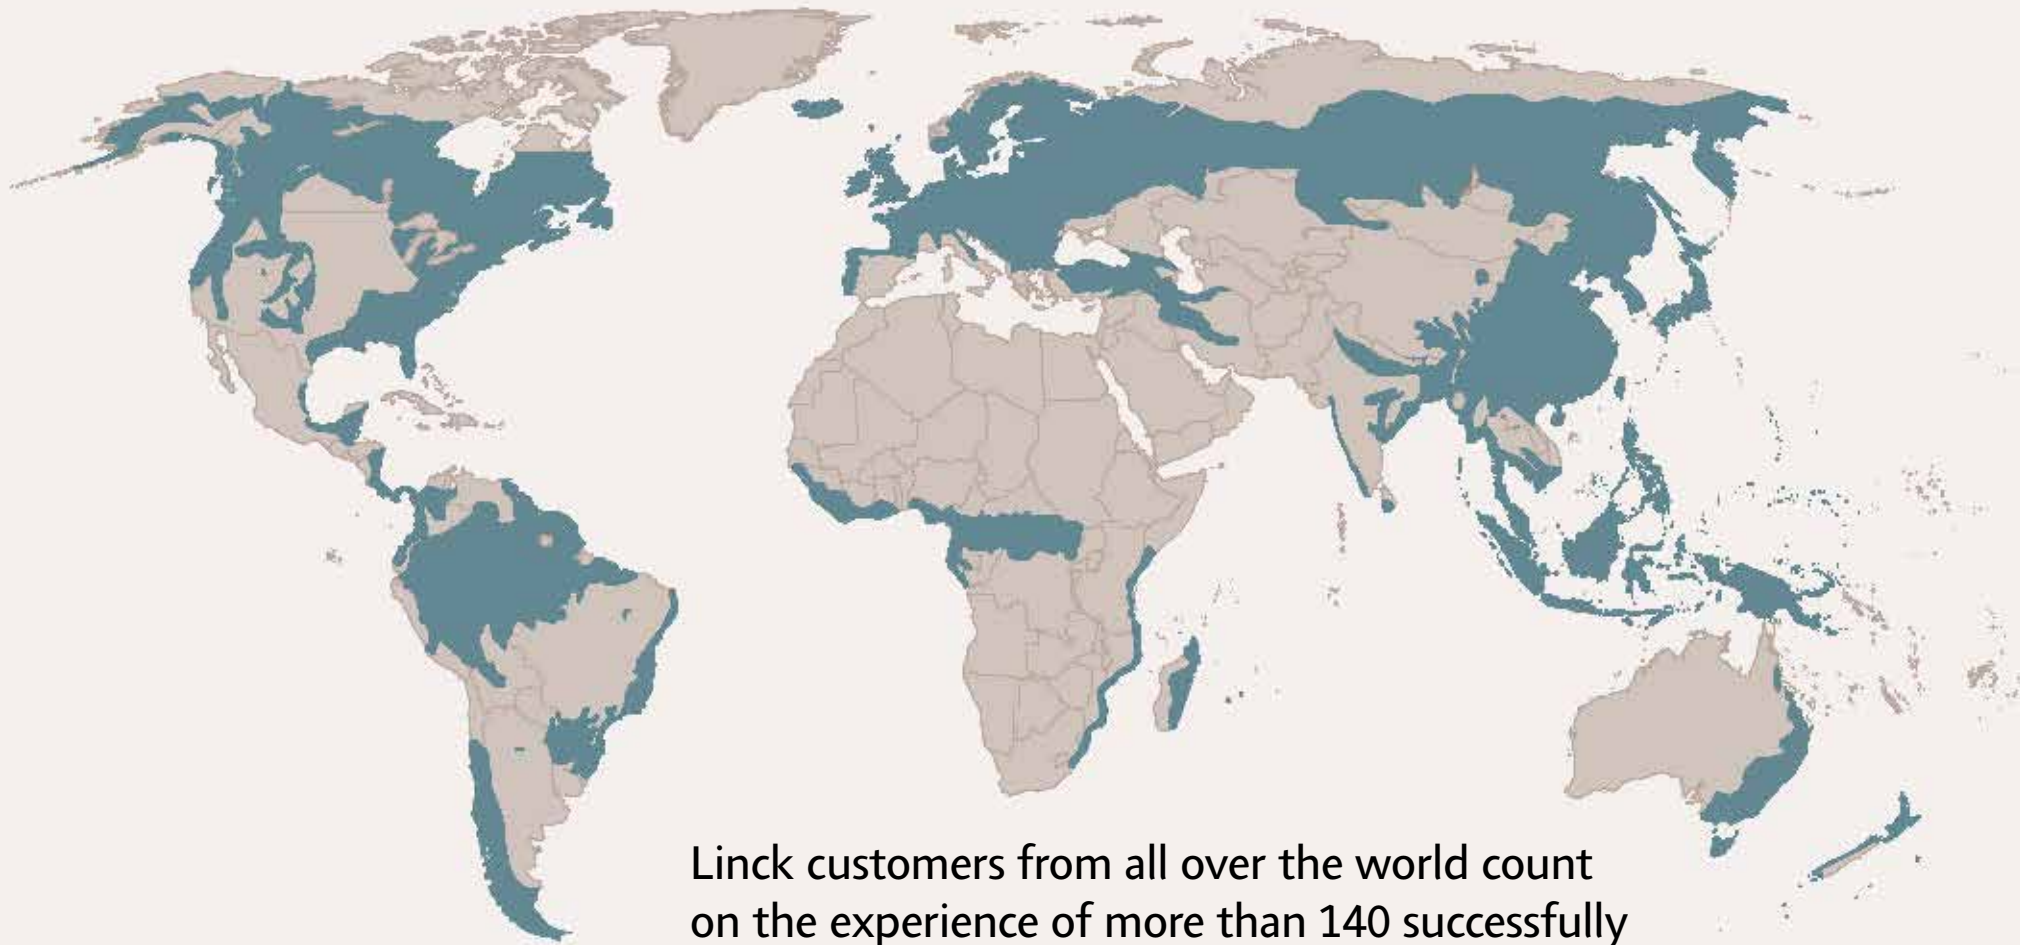 Linck customers from all over the world count
on the experience of more than 140 successfully